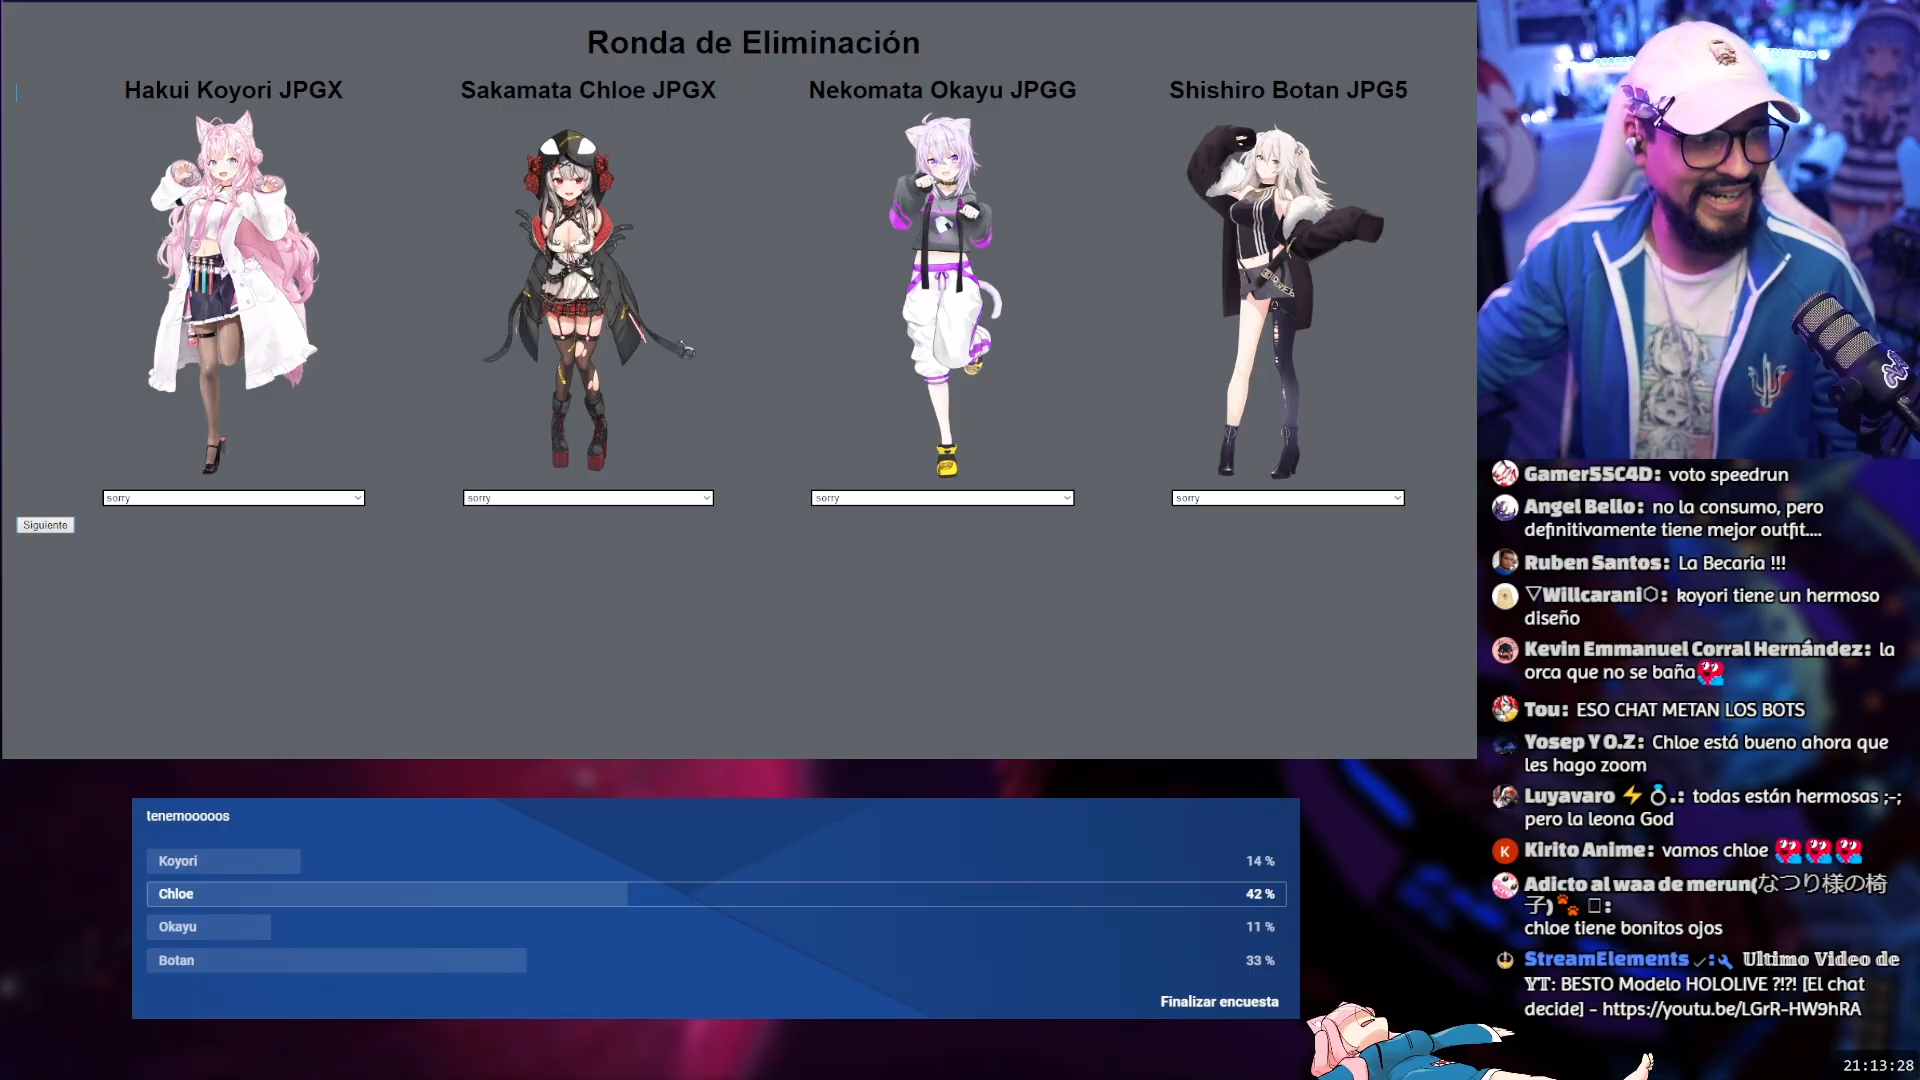 Ronda de Eliminación
Hakui Koyori JPGX
Sakamata Chloe JPGX
Nekomata Okayu JPGG
Shishiro Botan JPG5
sorry
sorry
sorry
sorry
Siguiente
tenemooooos
Koyori 14 %
Chloe 42 %
Okayu 11 %
Botan 33 %
Finalizar encuesta
GamerSSC4D: voto speedrun
Angel Bello: no la consumo, pero
definitivamente tiene mejor outfit....
Ruben Santos: La Becaria !!!
▽Willcarani⬡: koyori tiene un hermoso
diseño
Kevin Emmanuel Corral Hernández: la
orca que no se baña
Tou: ESO CHAT METAN LOS BOTS
Yosep Y O.Z: Chloe está bueno ahora que
les hago zoom
Luyavaro ⚡💍.: todas están hermosas ;-;
pero la leona God
K
Kirito Anime: vamos chloe
Adicto al waa de merun(なつり様の椅
子)🐾 :
chloe tiene bonitos ojos
StreamElements ✓:🔧 Ultimo Video de
YT: BESTO Modelo HOLOLIVE ?!?! [El chat
decide] - https://youtu.be/LGrR-HW9hRA
21:13:28